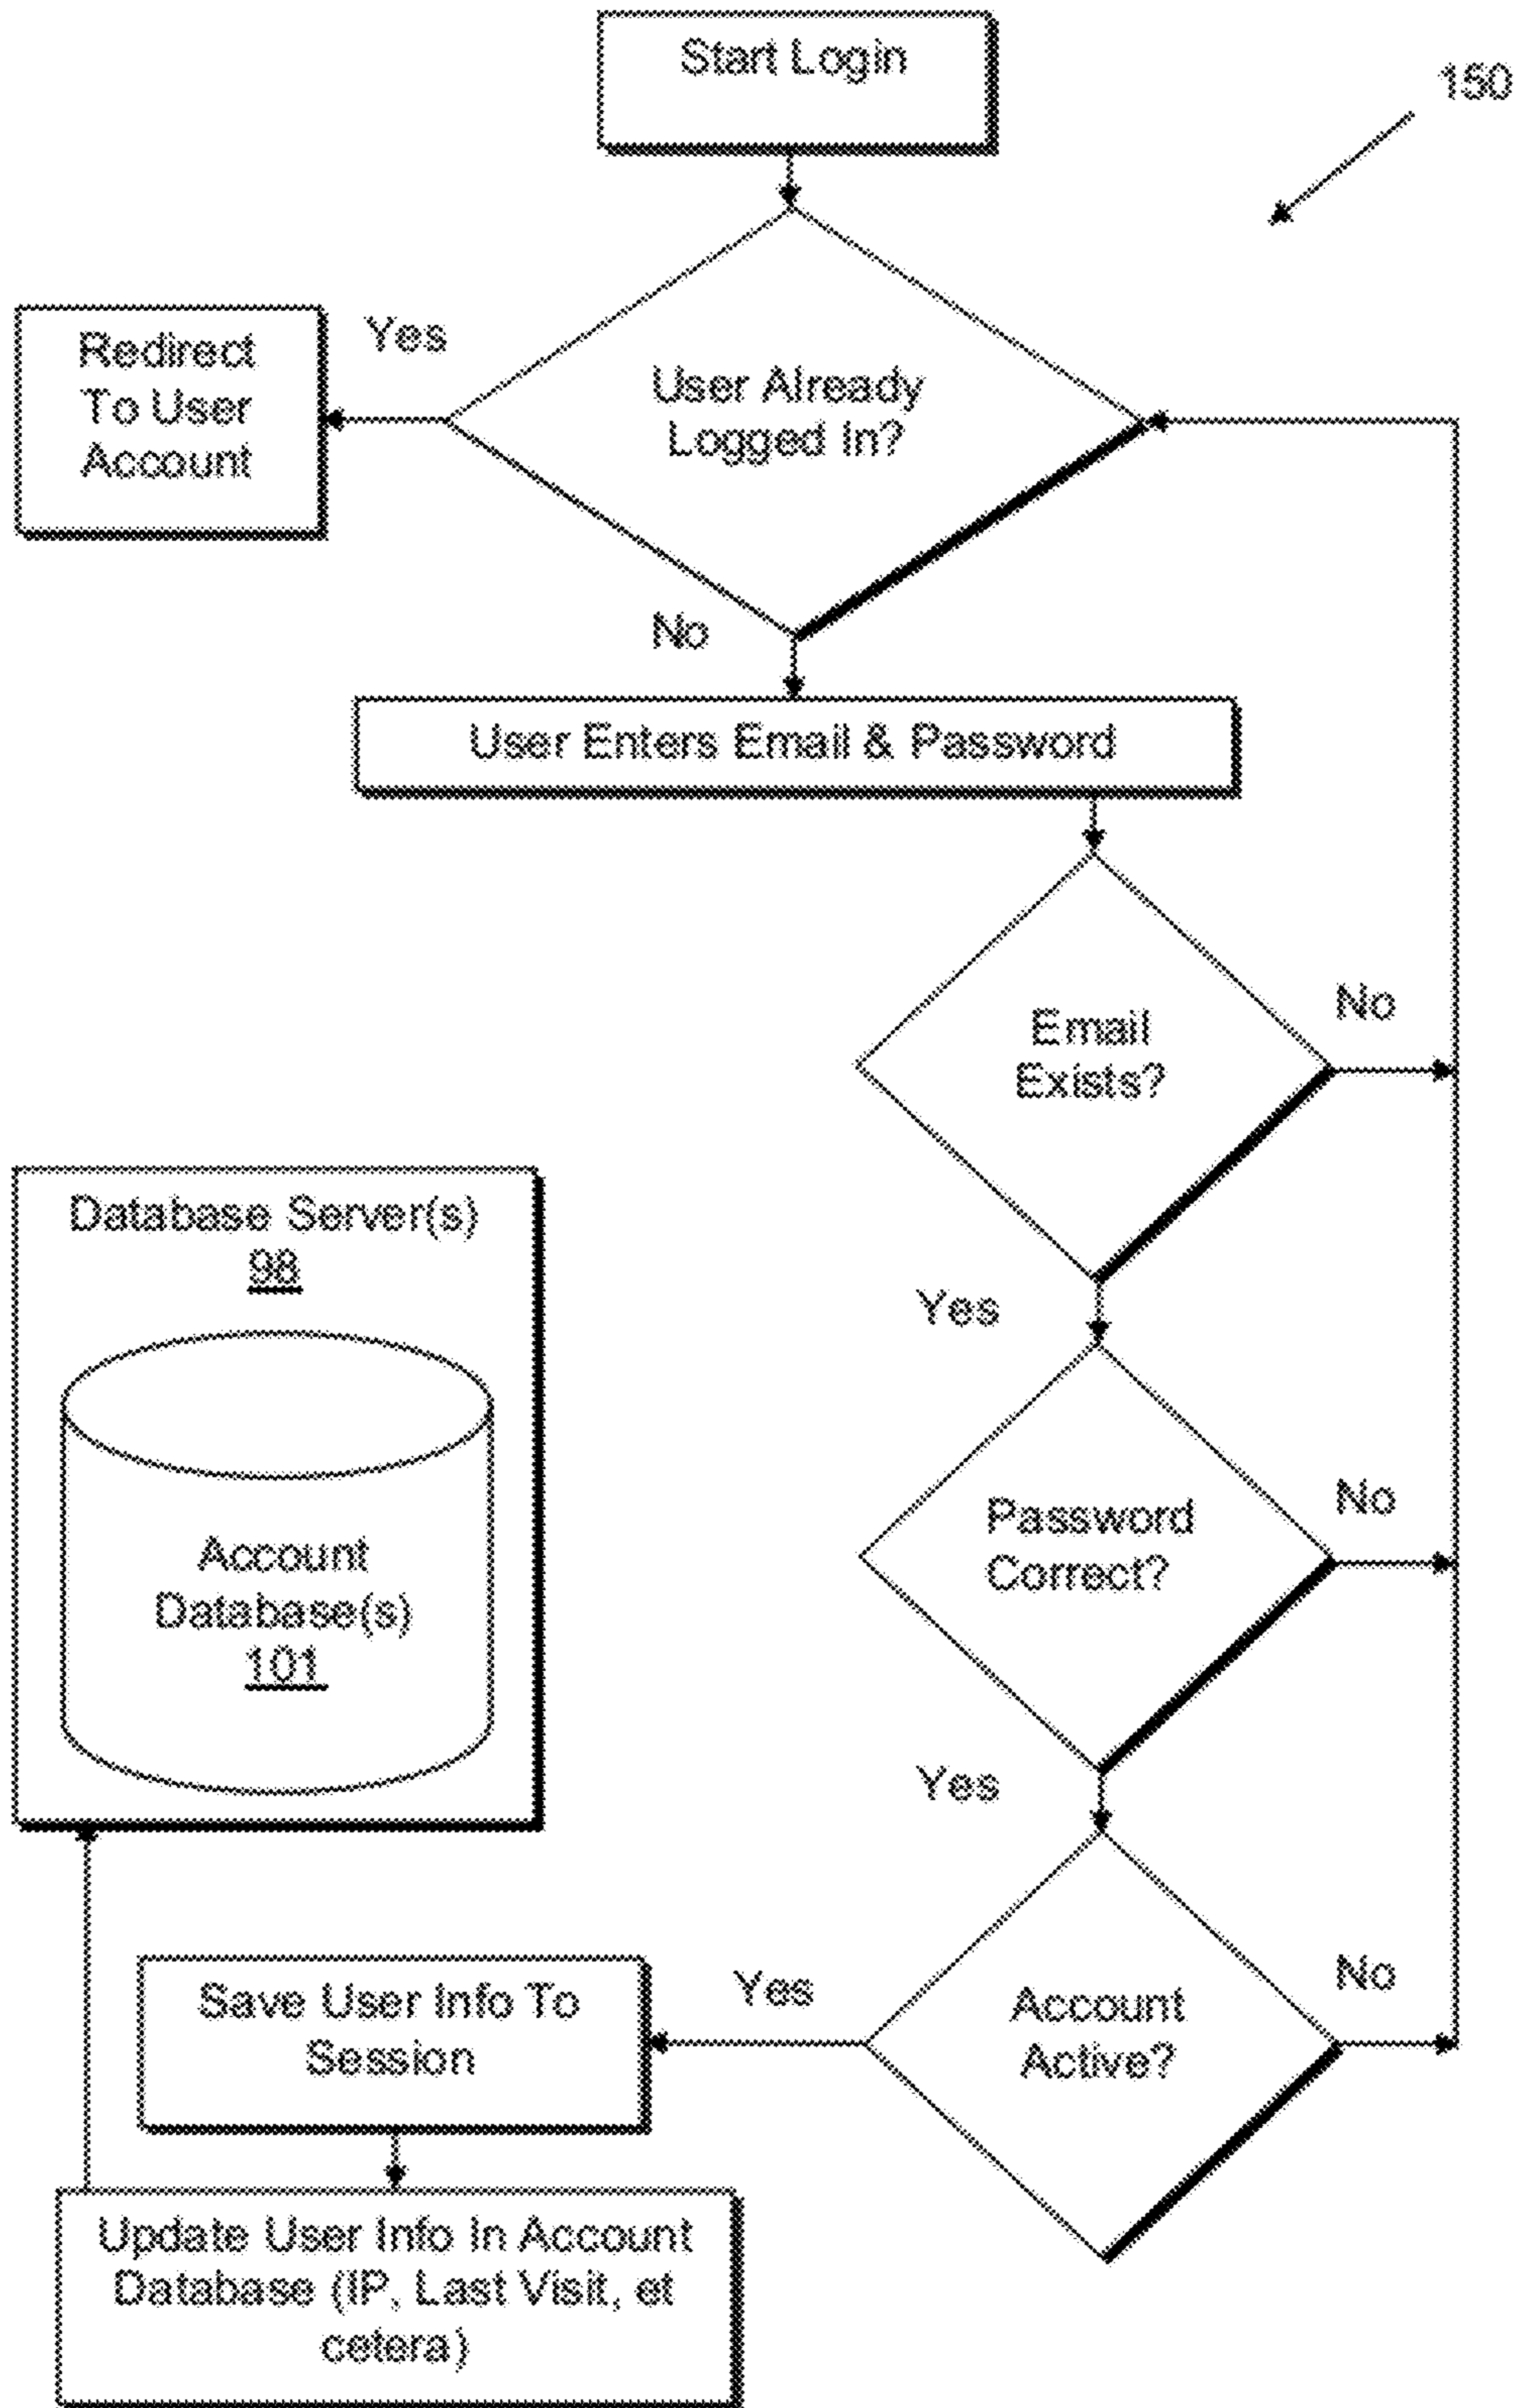 Start Login
150
Yes
Redirect
To User
Account
User Already
Logged In?
No
User Enters Email & Password
Email
Exists?
No
Yes
Database Server(s)
98
Account
Database(s)
101
Password
Correct?
No
Yes
Account
Active?
No
Yes
Save User Info To
Session
Update User Info In Account
Database (IP, Last Visit, et
cetera)